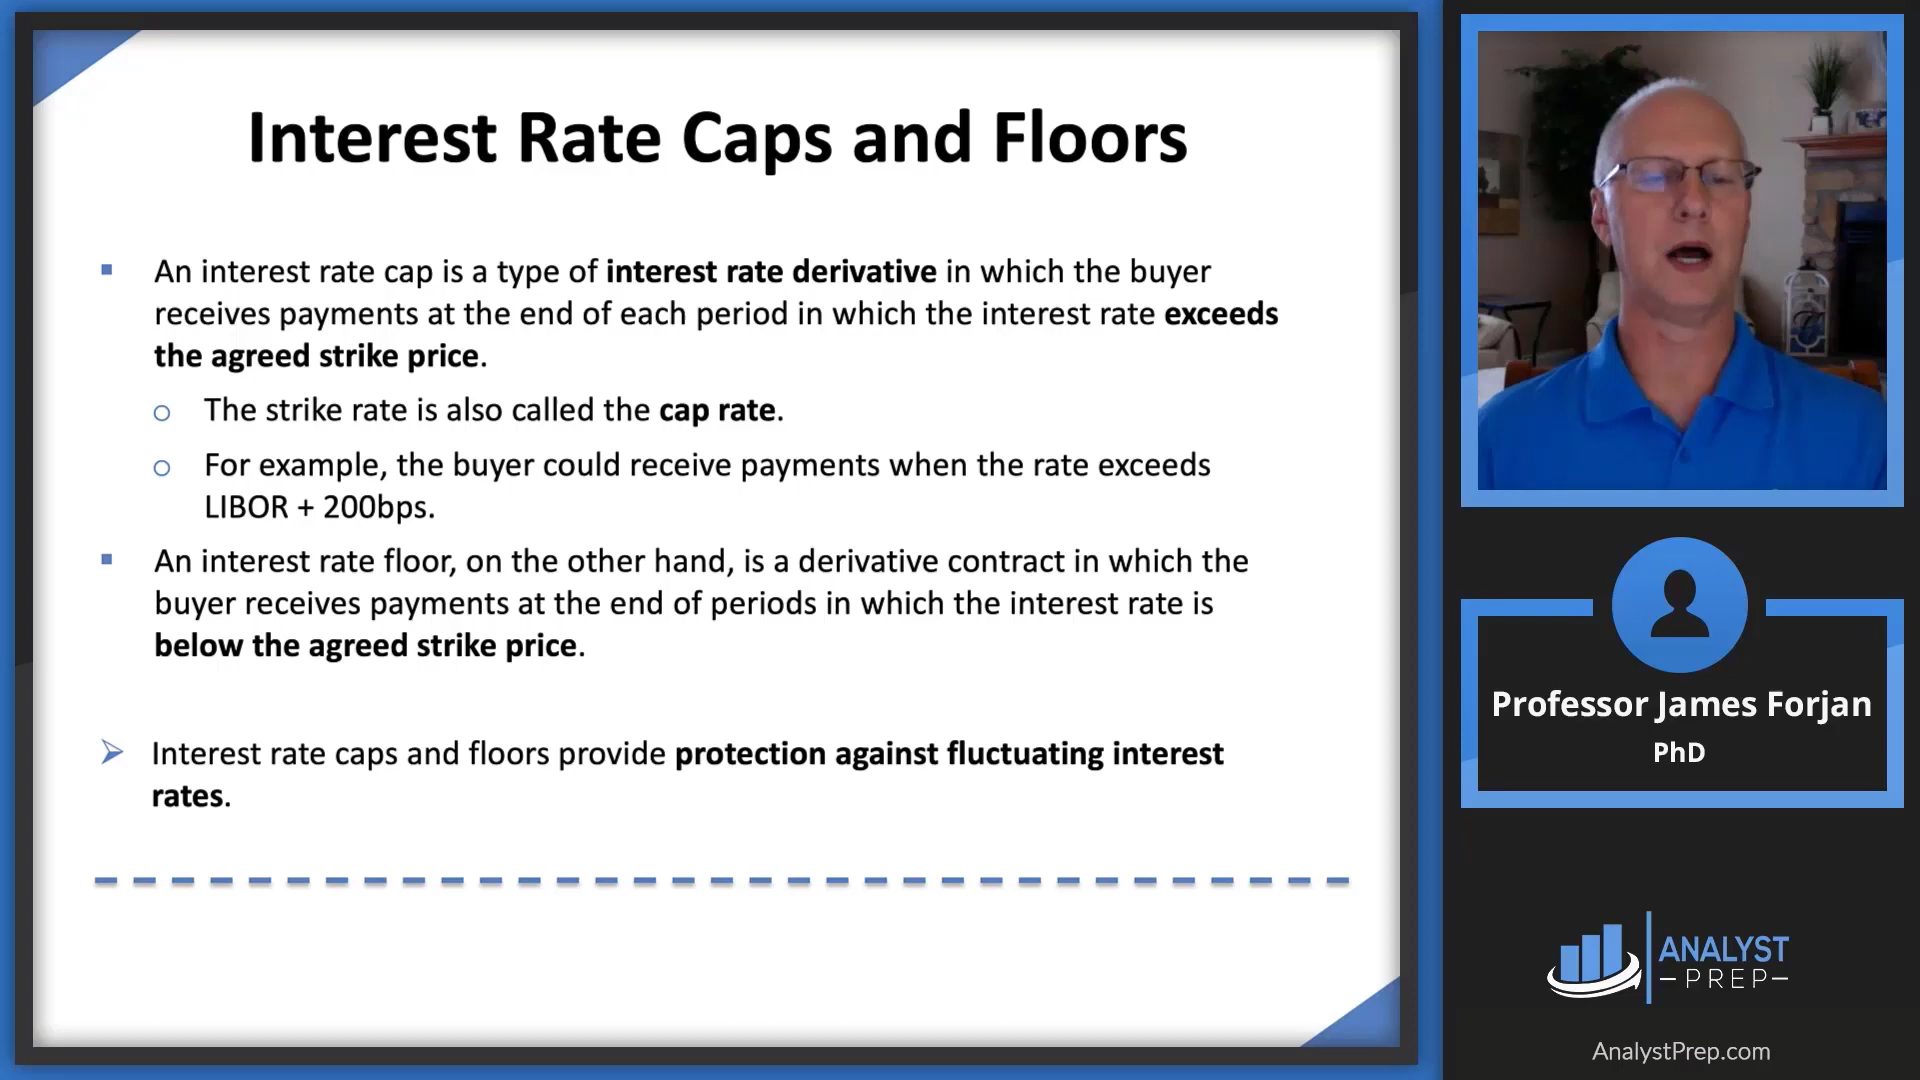 Interest Rate Caps and Floors
An interest rate cap is a type of interest rate derivative in which the buyer
receives payments at the end of each period in which the interest rate exceeds
the agreed strike price.
The strike rate is also called the cap rate.
For example, the buyer could receive payments when the rate exceeds
LIBOR + 200bps.
An interest rate floor, on the other hand, is a derivative contract in which the
buyer receives payments at the end of periods in which the interest rate is
below the agreed strike price.
Interest rate caps and floors provide protection against fluctuating interest
rates.
Professor James Forjan
PhD
ANALYST
PREP
AnalystPrep.com